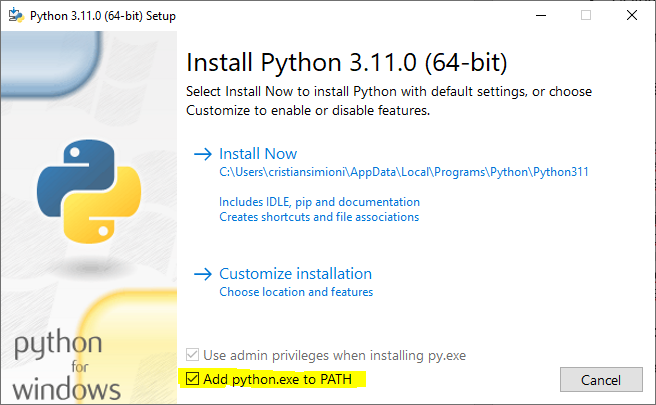 Python 3.11.0 (64-bit) Setup
Install Python 3.11.0 (64-bit)
Select Install Now to install Python with default settings, or choose
Customize to enable or disable features.
Install Now
C:\Users\cristiansimioni\AppData\Local\Programs\Python\Python311
Includes IDLE, pip and documentation
Creates shortcuts and file associations
Customize installation
Choose location and features
python
for
windows
Use admin privileges when installing py.exe
Add python.exe to PATH
Cancel